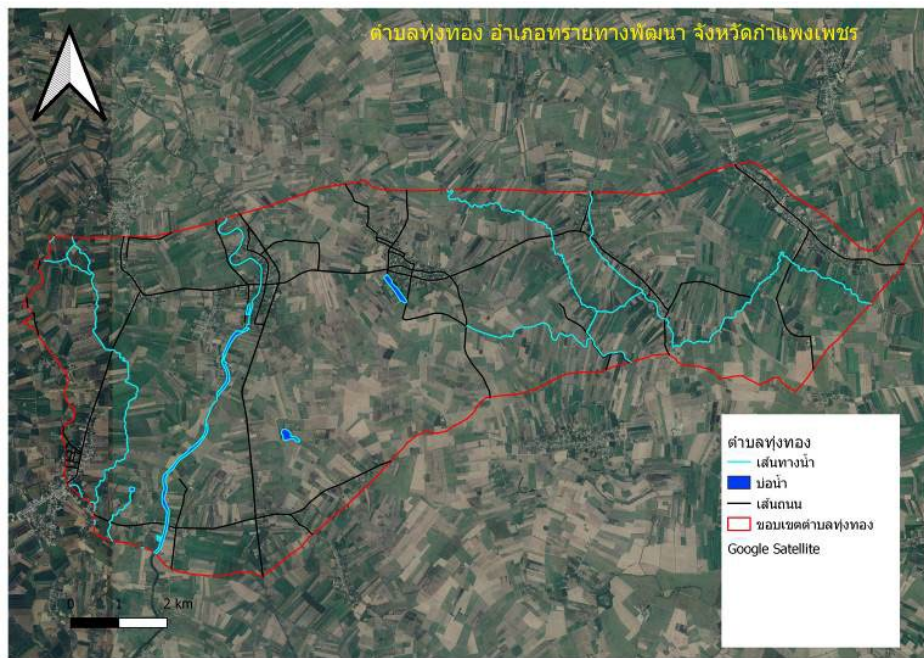 ตำบลทุ่งทอง อำเภอทรายทางพัฒนา จังหวัดกำแพงเพชร
ตำบลทุ่งทอง
เส้นทางน้ำ
บ่อน้ำ
เส้นถนน
ขอบเขตตำบลทุ่งทอง
Google Satellite
0 1 2 km